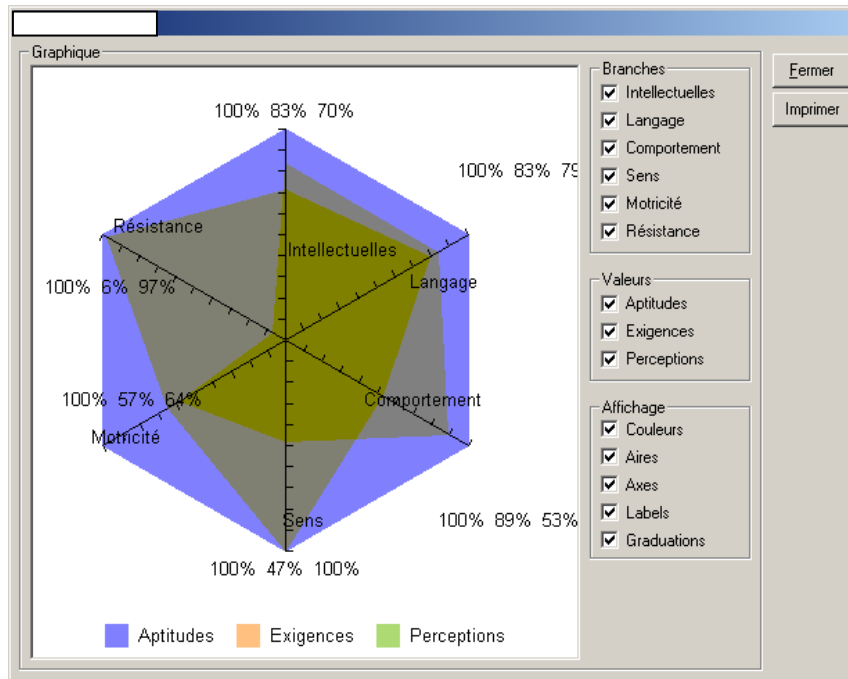 Graphique
100% 83% 70%
100% 83% 79
Résistance
Intellectuelles
Langage
100% 6% 97%
100% 57% 64%
Comportement
Motricité
Sens
100% 89% 53%
100% 47% 100%
Aptitudes Exigences Perceptions
Branches
Intellectuelles
Langage
Comportement
Sens
Motricité
Résistance
Valeurs
Aptitudes
Exigences
Perceptions
Affichage
Couleurs
Aires
Axes
Labels
Graduations
Fermer
Imprimer